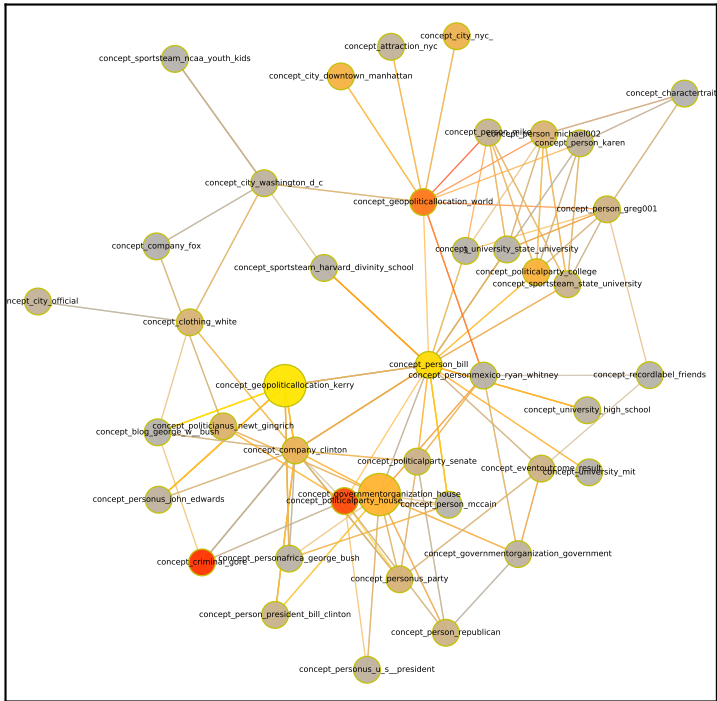 concept_city_nyc_
concept_attraction_nyc
concept_sportsteam_ncaa_youth_kids
concept_city_downtown_manhattan
concept_charactertrait
concept_person_mike
concept_person_michael002
concept_person_karen
concept_city_washington_d_c
concept_geopoliticallocation_world
concept_person_greg001
concept_company_fox
concept_university_state_university
concept_sportsteam_harvard_divinity_school
concept_politicalparty_college
concept_sportsteam_state_university
oncept_city_official
concept_clothing_white
concept_person_bill
concept_personmexico_ryan_whitney
concept_recordlabel_friends
concept_geopoliticallocation_kerry
concept_university_high_school
concept_politicianus_newt_gingrich
concept_blog_george_w__bush
concept_company_clinton
concept_politicalparty_senate
concept_eventoutcome_result
concept_university_mit
concept_personus_john_edwards
concept_governmentorganization_house
concept_politicalparty_house
concept_person_mccain
concept_governmentorganization_government
concept_criminal_gore
concept_personafrica_george_bush
concept_personus_party
concept_person_president_bill_clinton
concept_person_republican
concept_personus_u_s__president